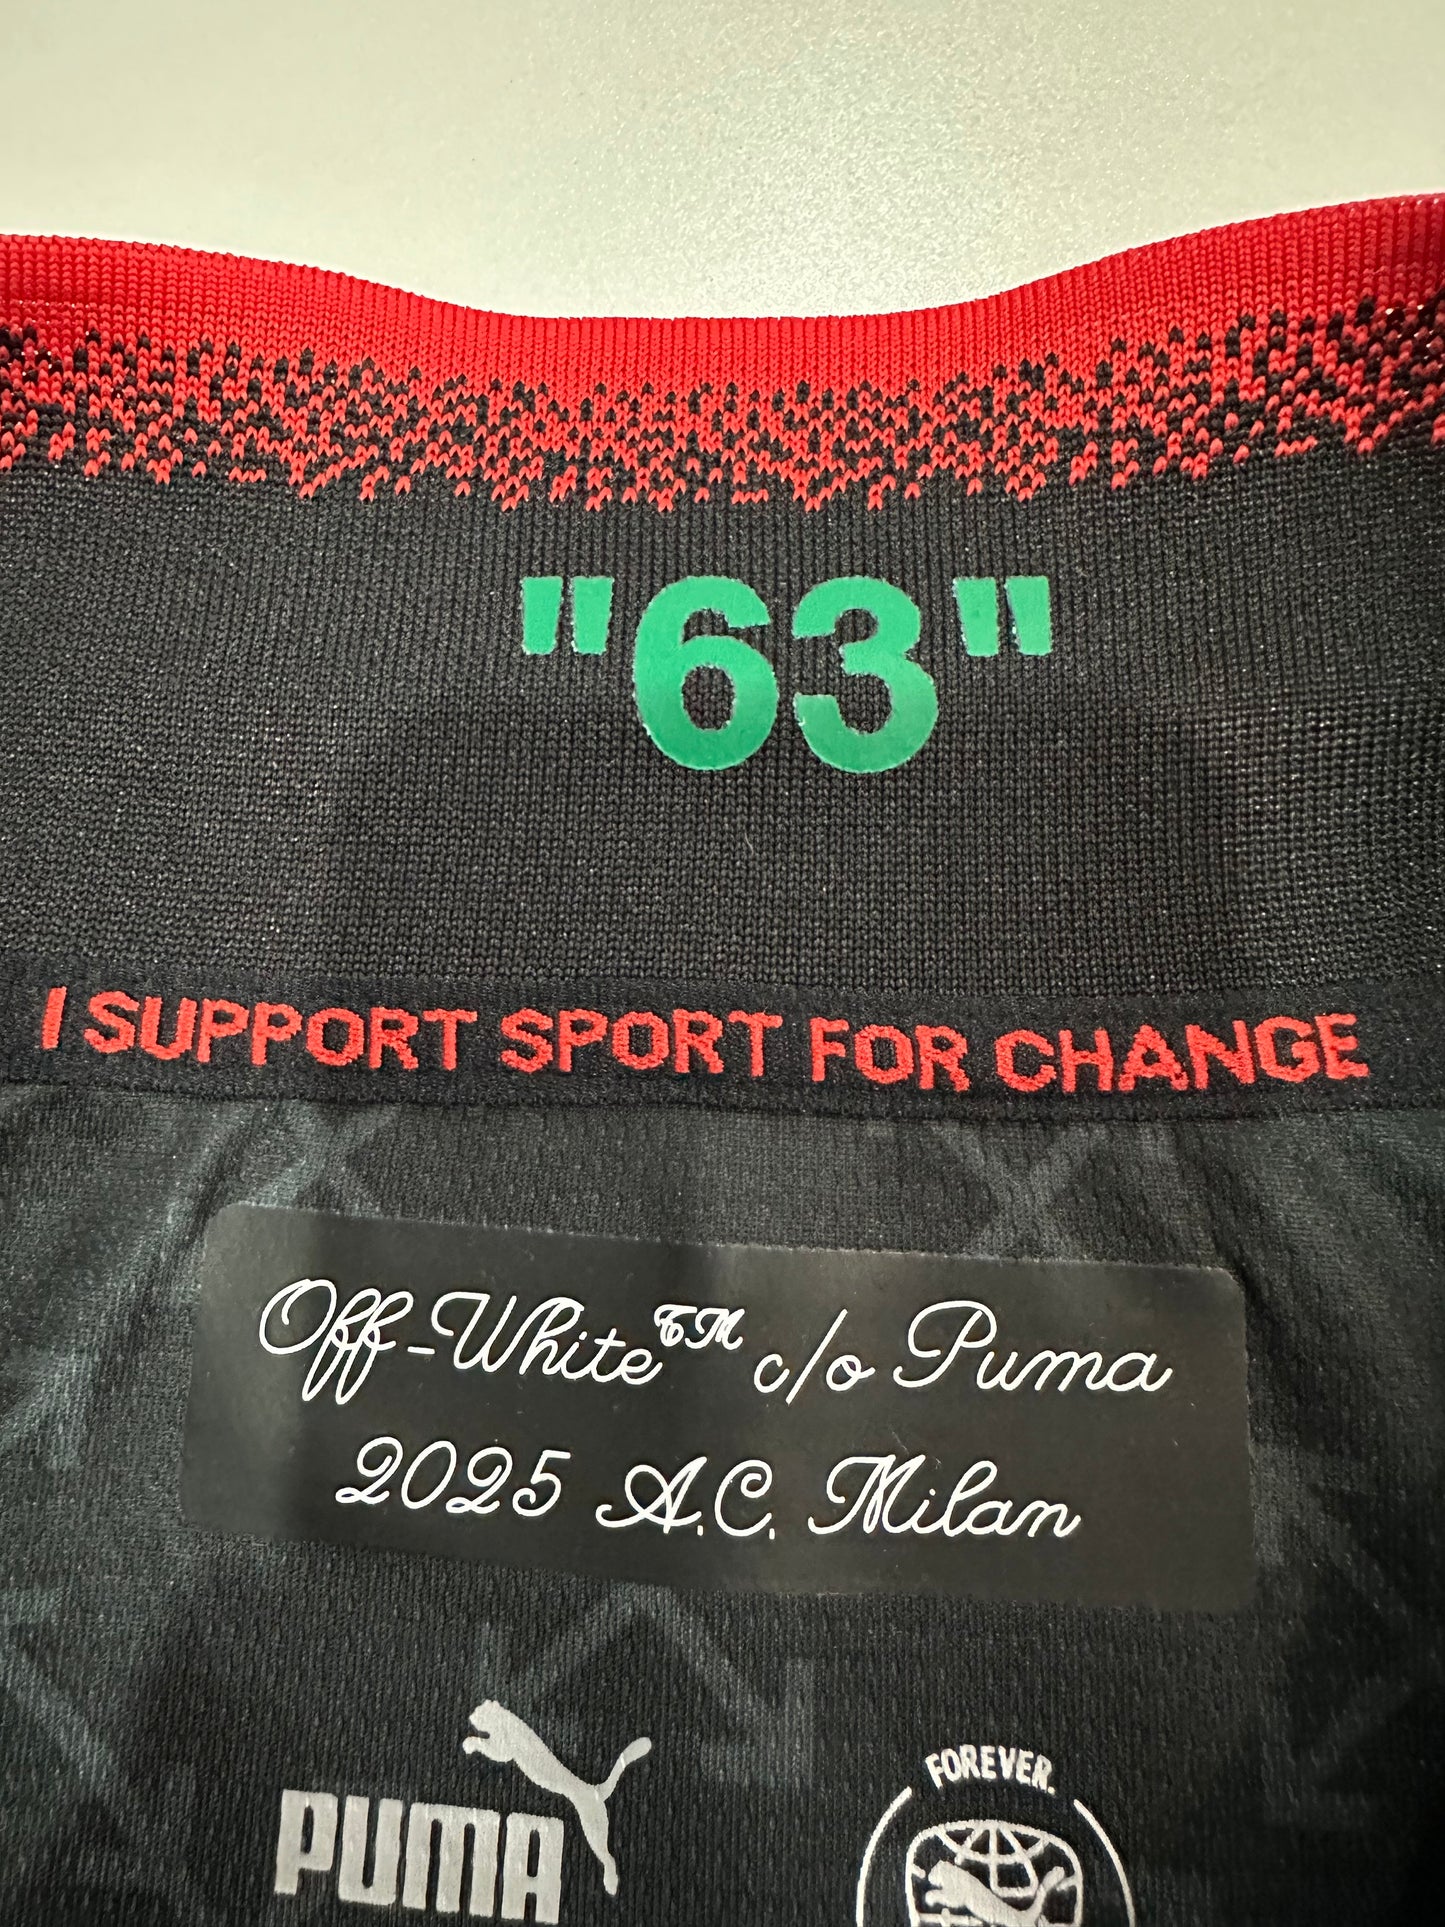 "63"
I SUPPORT SPORT FOR CHANGE
Off-White™ c/o Puma
2025 A.C. Milan
PUMA
FOREVER.